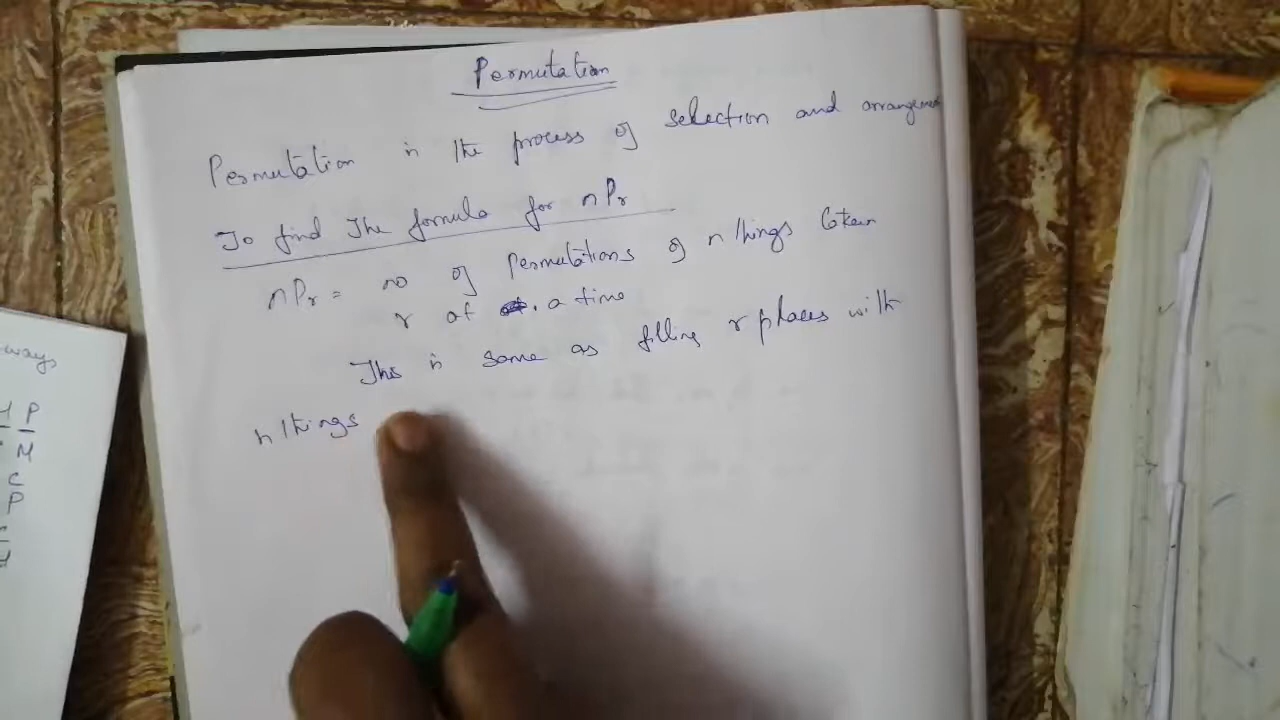 Permutation
Permutation is the process of selection and arrangement
To find the formula for nPr
nPr = no of permutations of n things taken
r at a time
This is same as filling r places with
n things
ways
P
M
C
P